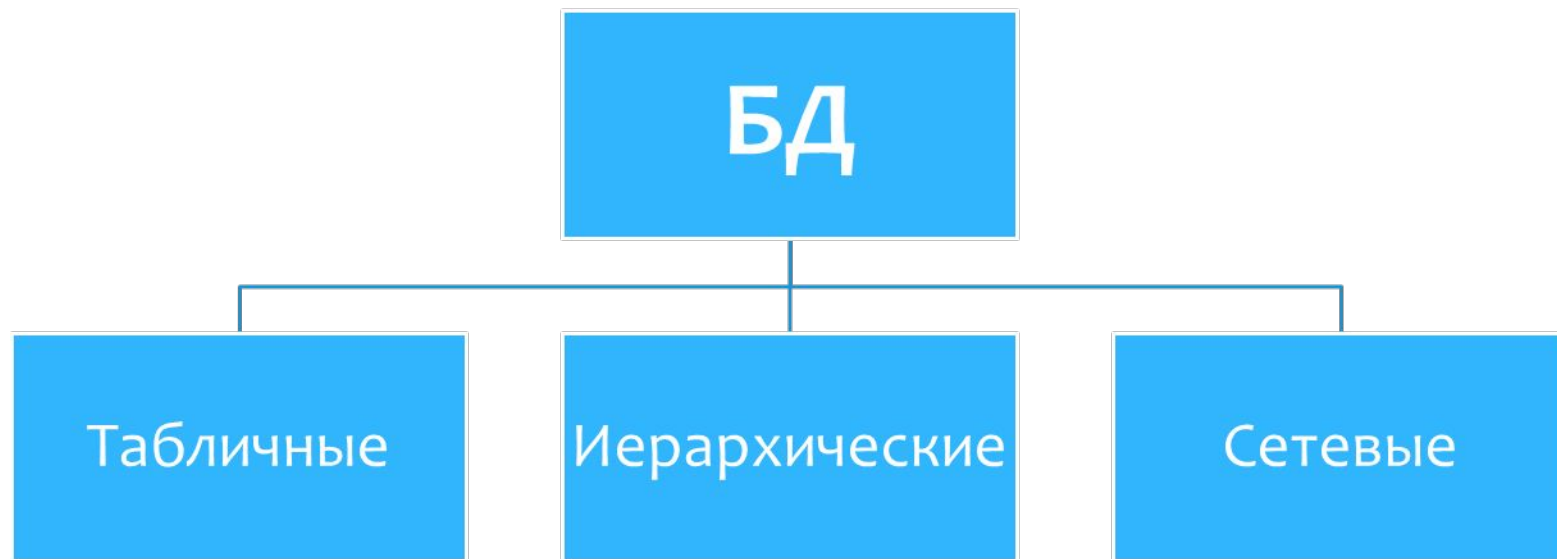 БД
Табличные
Иерархические
Сетевые